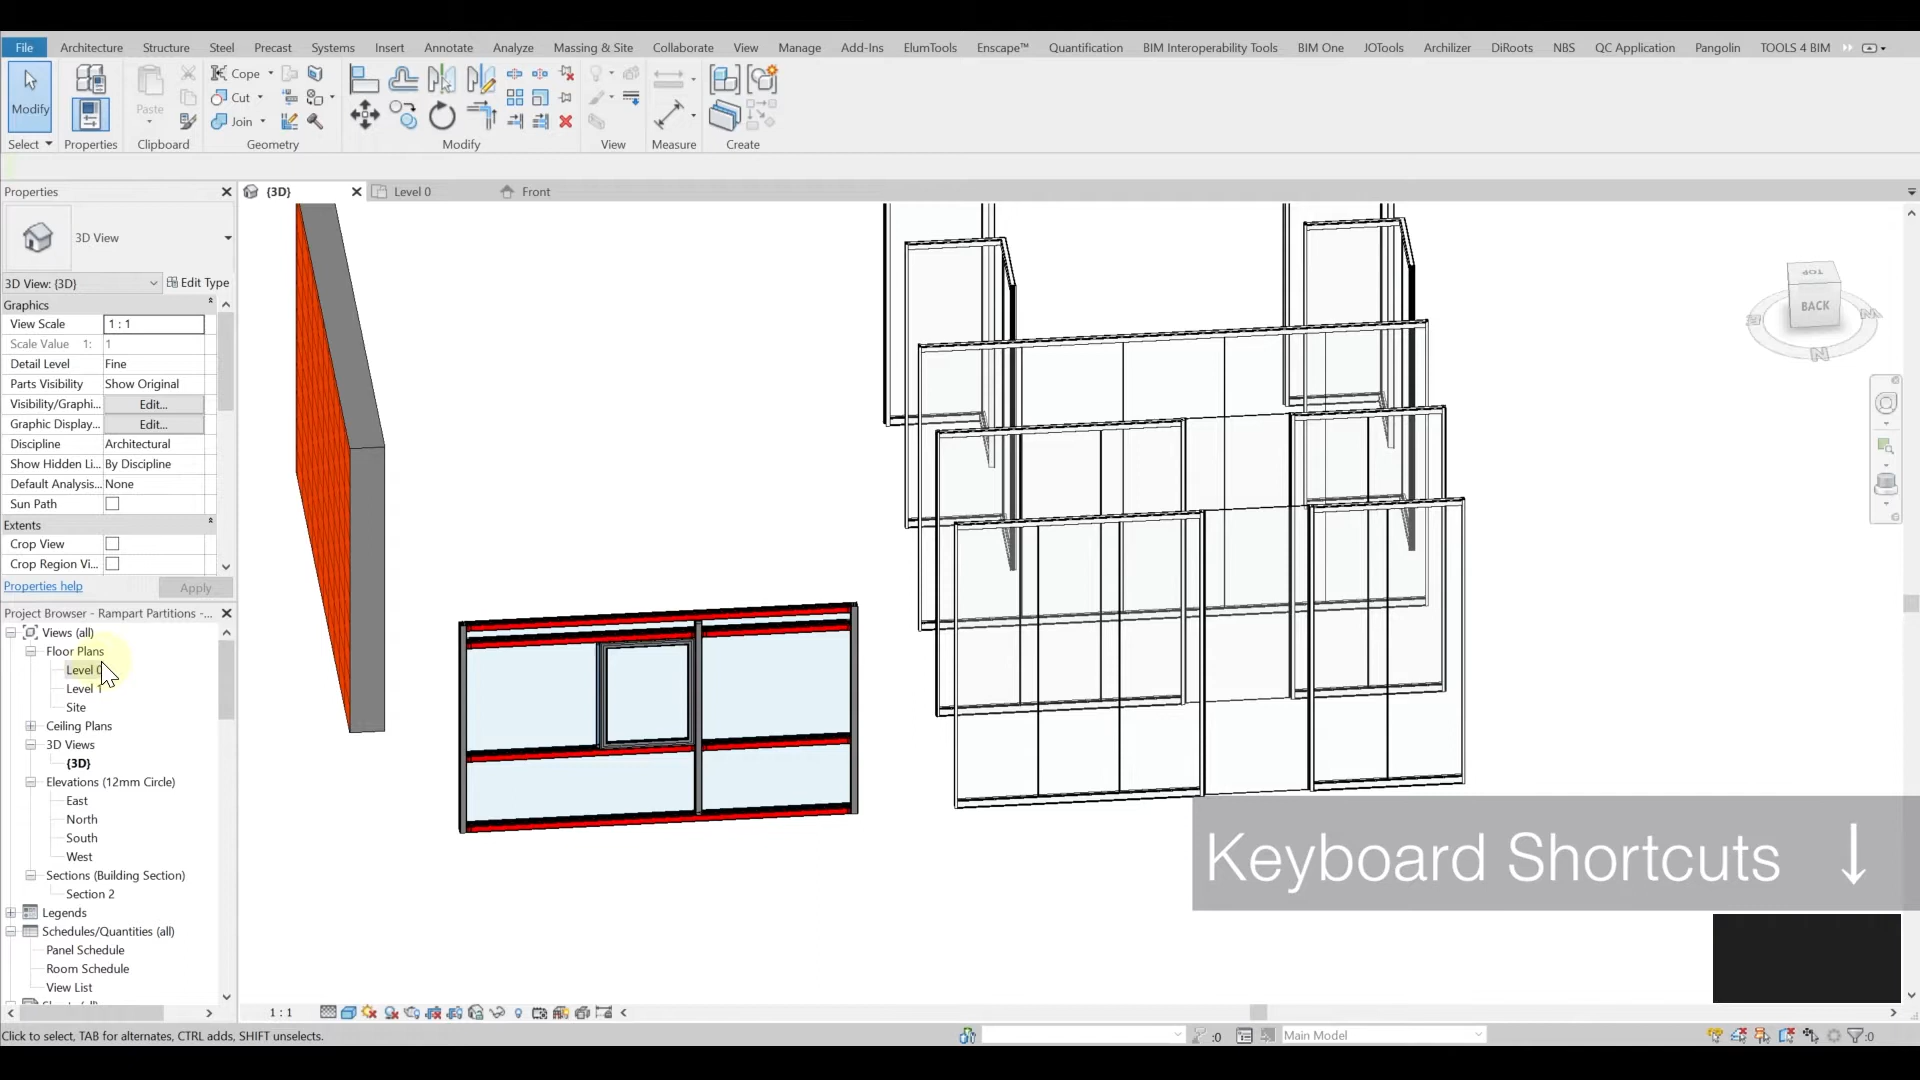 File Architecture Structure Steel Precast Systems Insert Annotate Analyze Massing & Site Collaborate View Manage Add-Ins ElumTools Enscape™ Quantification BIM Interoperability Tools BIM One JOTools Archilizer DiRoots NBS QC Application Pangolin TOOLS 4 BIM
Modify
Paste
Cope
Cut
Join
Select Properties Clipboard Geometry Modify View Measure Create
Properties
{3D} Level 0 Front
3D View
3D View: {3D} Edit Type
Graphics
View Scale 1 : 1
Scale Value 1: 1
Detail Level Fine
Parts Visibility Show Original
Visibility/Graphi... Edit...
Graphic Display... Edit...
Discipline Architectural
Show Hidden Li... By Discipline
Default Analysis... None
Sun Path
Extents
Crop View
Crop Region Vi...
Properties help Apply
Project Browser - Rampart Partitions -...
Views (all)
Floor Plans
Level 0
Level 1
Site
Ceiling Plans
3D Views
{3D}
Elevations (12mm Circle)
East
North
South
West
Sections (Building Section)
Section 2
Legends
Schedules/Quantities (all)
Panel Schedule
Room Schedule
View List
TOP
BACK
N
Keyboard Shortcuts ↓
1 : 1
Click to select, TAB for alternates, CTRL adds, SHIFT unselects.
:0
Main Model
:0